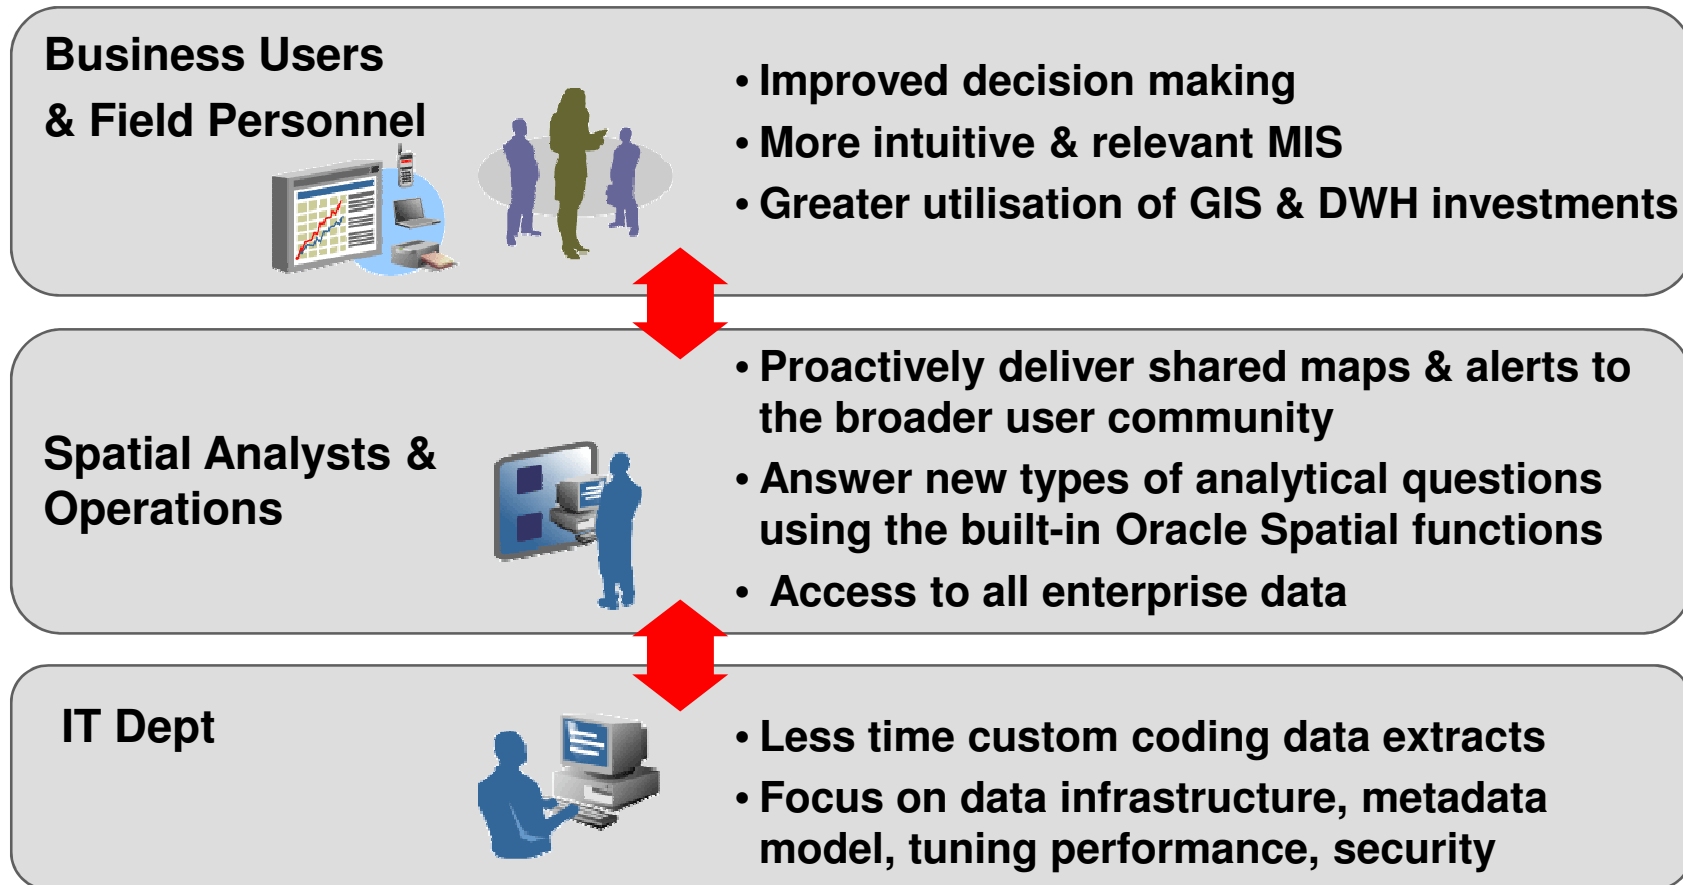 Business Users
& Field Personnel
• Improved decision making
• More intuitive & relevant MIS
• Greater utilisation of GIS & DWH investments
Spatial Analysts &
Operations
• Proactively deliver shared maps & alerts to
the broader user community
• Answer new types of analytical questions
using the built-in Oracle Spatial functions
• Access to all enterprise data
IT Dept
• Less time custom coding data extracts
• Focus on data infrastructure, metadata
model, tuning performance, security